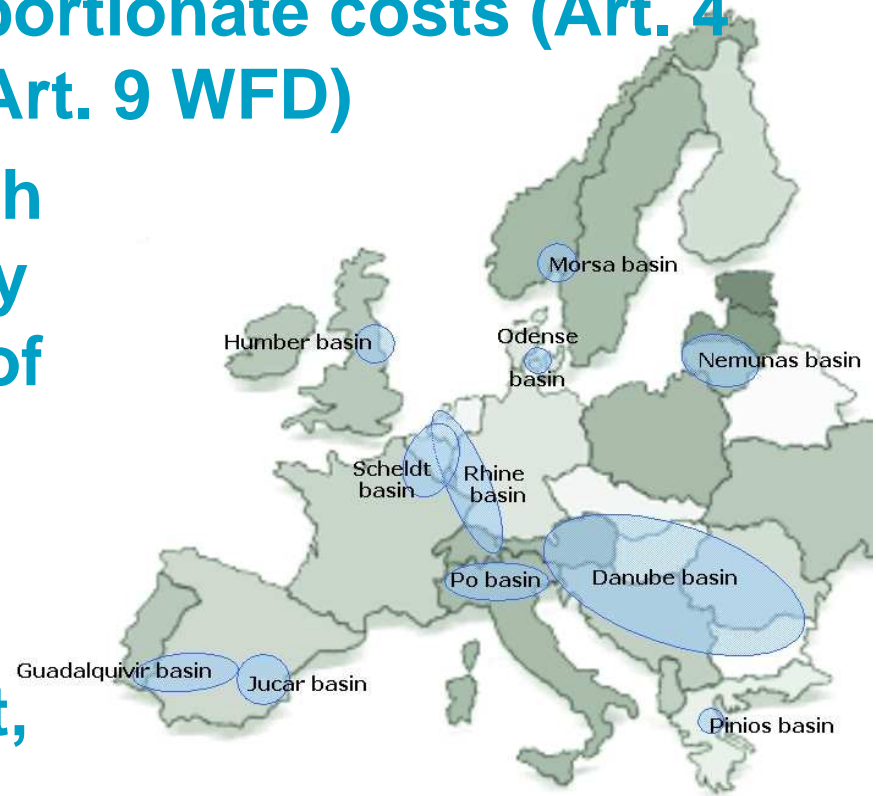 portionate costs (Art. 4
Art. 9 WFD)
h
y
of
t,
Morsa basin
Humber basin
Odense
basin
Nemunas basin
Scheldt
basin
Rhine
basin
Po basin
Danube basin
Guadalquivir basin
Jucar basin
Pinios basin